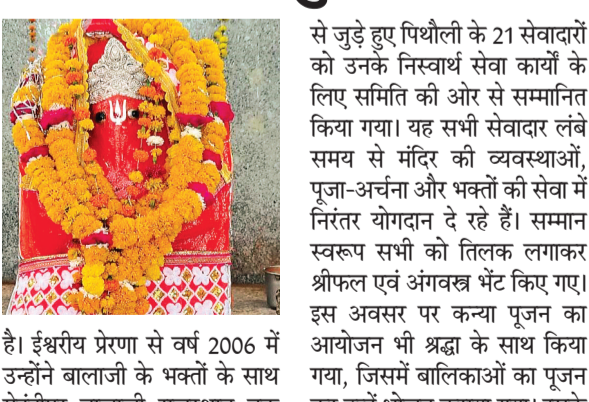 है। ईश्वरीय प्रेरणा से वर्ष 2006 में
उन्होंने बालाजी के भक्तों के साथ
से जुड़े हुए पिथौली के 21 सेवादारों
को उनके निस्वार्थ सेवा कार्यों के
लिए समिति की ओर से सम्मानित
किया गया। यह सभी सेवादार लंबे
समय से मंदिर की व्यवस्थाओं,
पूजा-अर्चना और भक्तों की सेवा में
निरंतर योगदान दे रहे हैं। सम्मान
स्वरूप सभी को तिलक लगाकर
श्रीफल एवं अंगवस्त्र भेंट किए गए।
इस अवसर पर कन्या पूजन का
आयोजन भी श्रद्धा के साथ किया
गया, जिसमें बालिकाओं का पूजन